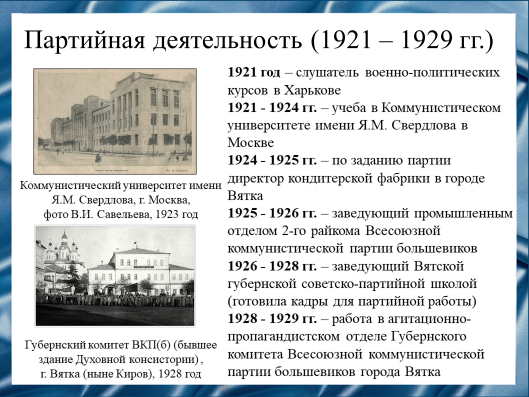 Партийная деятельность (1921 – 1929 гг.)
Коммунистический университет имени
Я.М. Свердлова, г. Москва,
фото В.И. Савельева, 1923 год
Губернский комитет ВКП(б) (бывшее
здание Духовной консистории) ,
г. Вятка (ныне Киров), 1928 год
1921 год – слушатель военно-политических
курсов в Харькове
1921 - 1924 гг. – учеба в Коммунистическом
университете имени Я.М. Свердлова в
Москве
1924 - 1925 гг. – по заданию партии
директор кондитерской фабрики в городе
Вятка
1925 - 1926 гг. – заведующий промышленным
отделом 2-го райкома Всесоюзной
коммунистической партии большевиков
1926 - 1928 гг. – заведующий Вятской
губернской советско-партийной школой
(готовила кадры для партийной работы)
1928 - 1929 гг. – работа в агитационно-
пропагандистском отделе Губернского
комитета Всесоюзной коммунистической
партии большевиков города Вятка